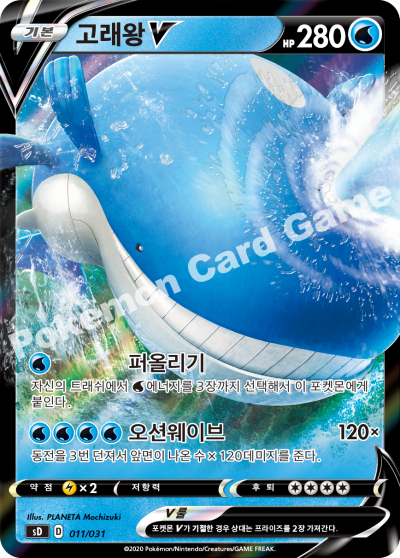 기본 고래왕 V HP 280
Pokémon Card Game
퍼올리기
자신의 트래쉬에서 에너지를 3장까지 선택해서 이 포켓몬에게
붙인다.
오션웨이브 120×
동전을 3번 던져서 앞면이 나온 수×120데미지를 준다.
약점 ×2 저항력 후퇴
Illus. PLANETA Mochizuki
V룰
sD D 011/031
포켓몬 V가 기절한 경우 상대는 프라이즈를 2장 가져간다.
©2020 Pokémon/Nintendo/Creatures/GAME FREAK.